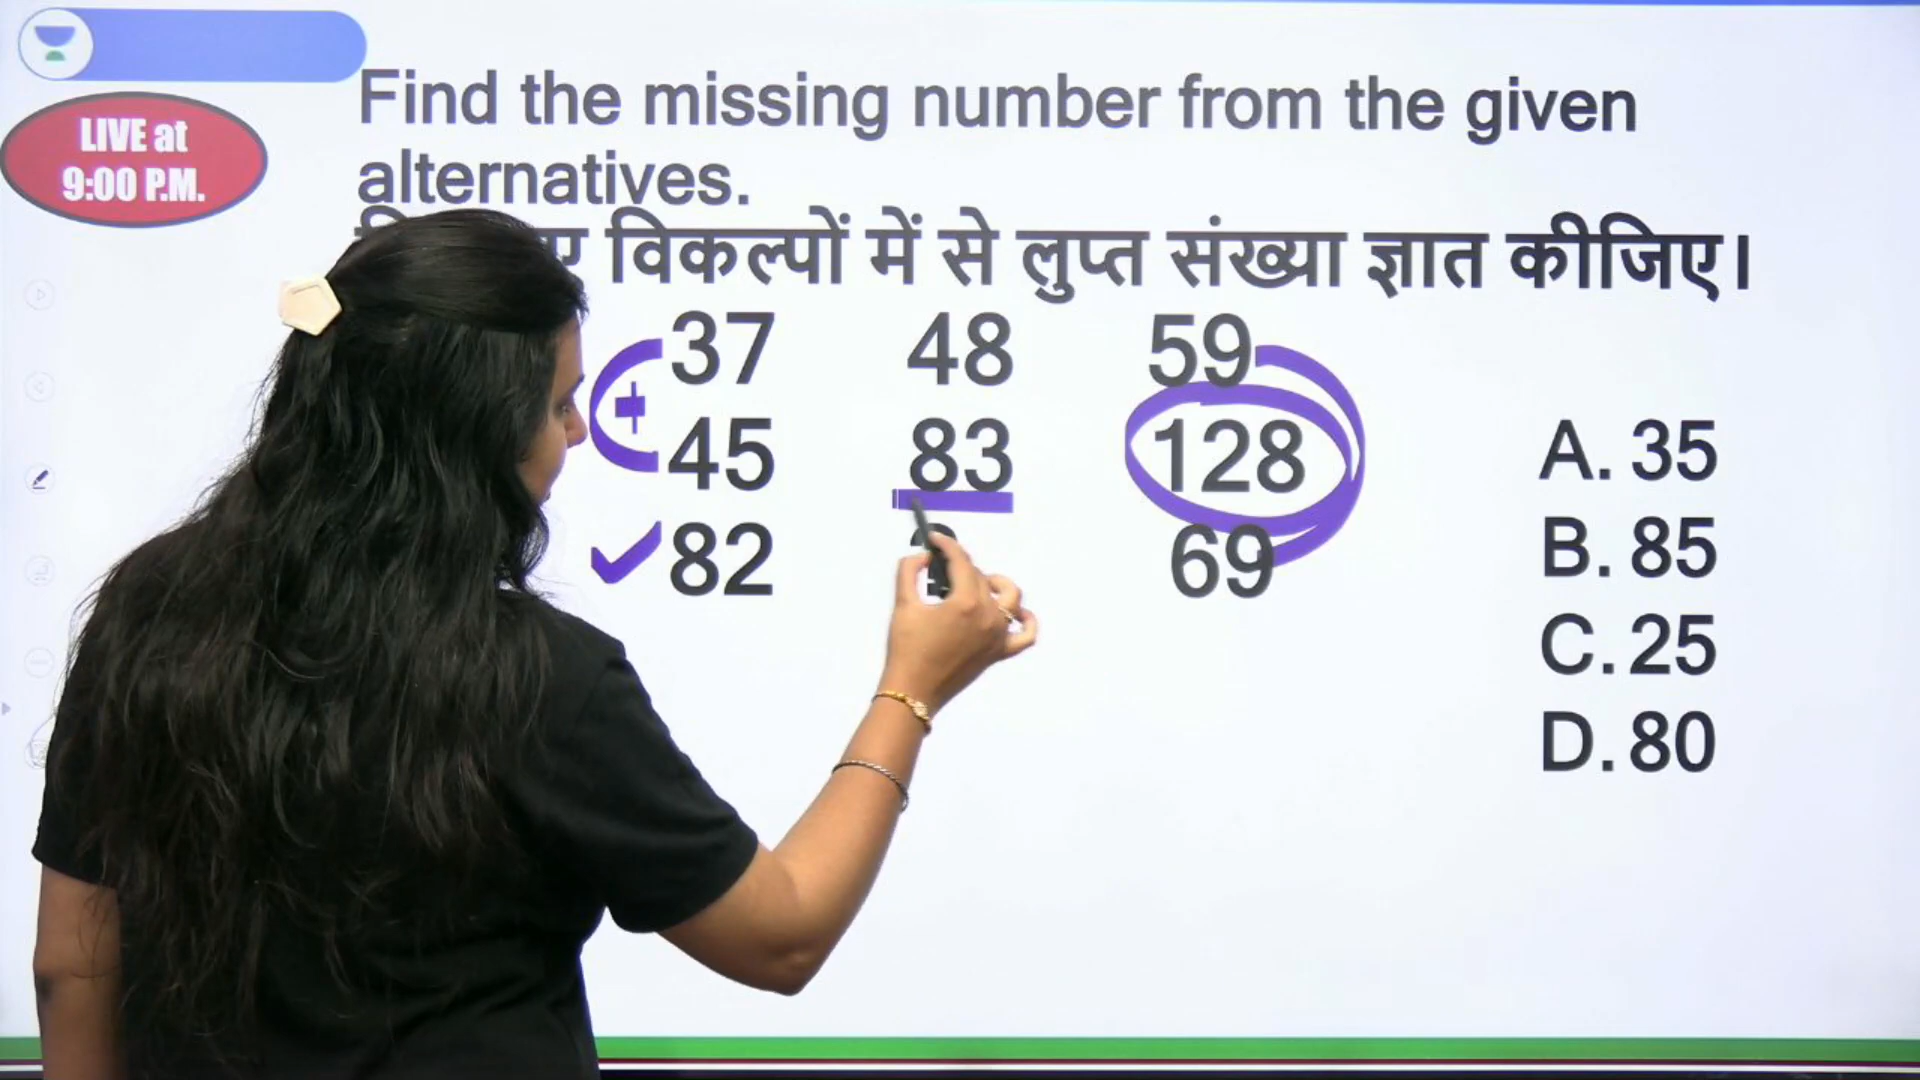 LIVE at
9:00 P.M.
Find the missing number from the given
alternatives.
विकल्पों में से लुप्त संख्या ज्ञात कीजिए।
37 48 59
+
45 83 128
82 69
A. 35
B. 85
C. 25
D. 80